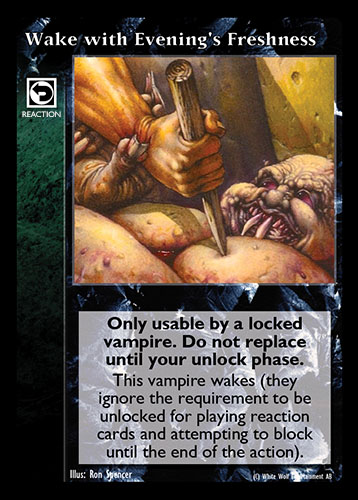 Wake with Evening's Freshness
REACTION
Only usable by a locked
vampire. Do not replace
until your unlock phase.
This vampire wakes (they
ignore the requirement to be
unlocked for playing reaction
cards and attempting to block
until the end of the action).
Illus: Ron Spencer
(C) White Wolf Entertainment AB